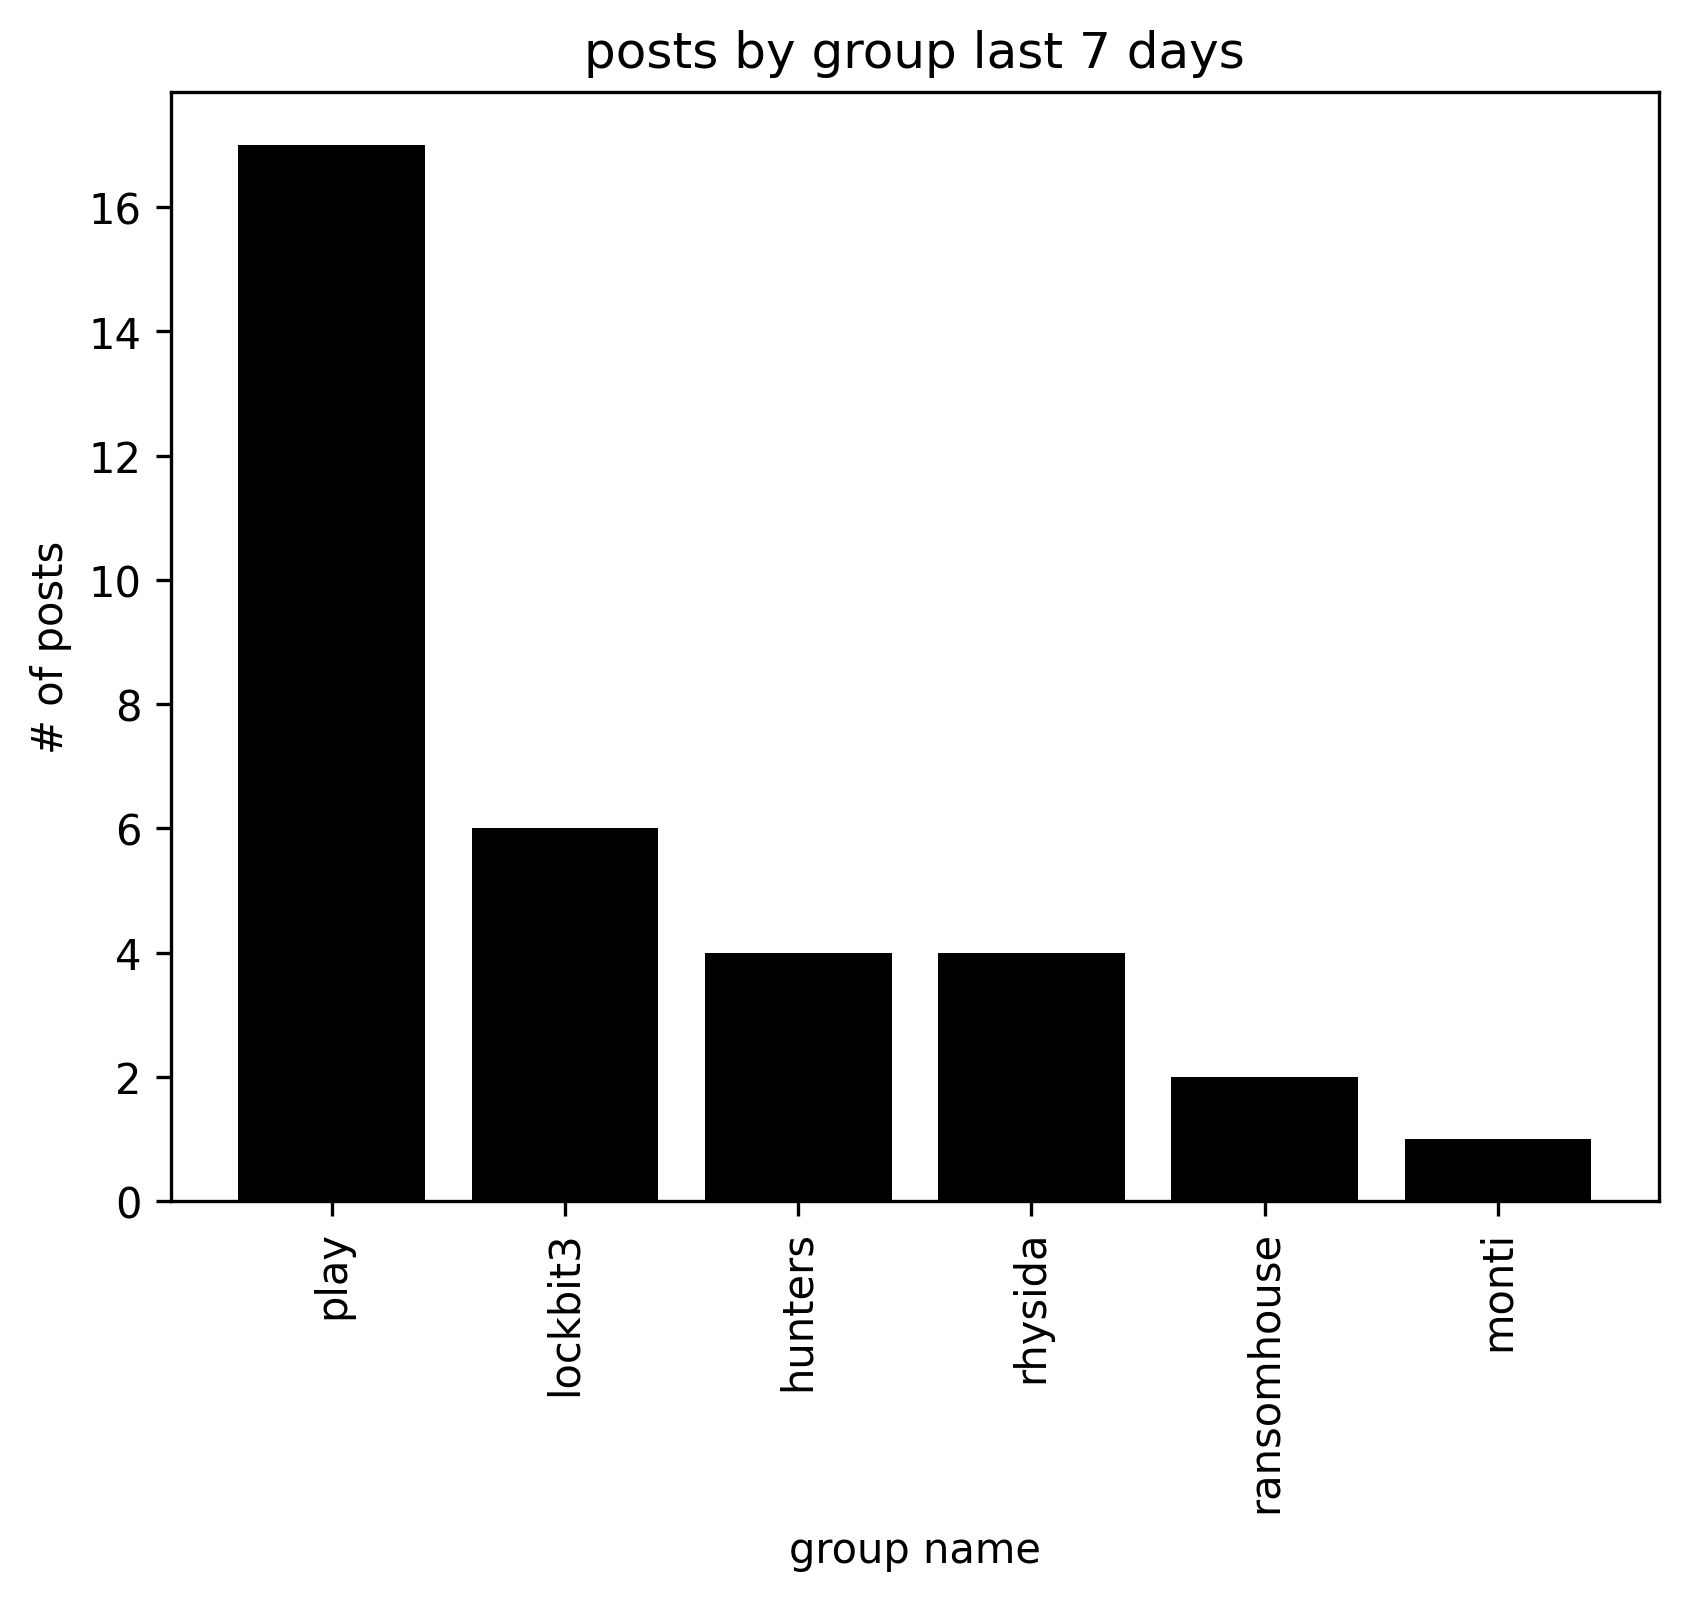 posts by group last 7 days
# of posts
16
14
12
10
8
6
4
2
0
play
lockbit3
hunters
rhysida
ransomhouse
monti
group name